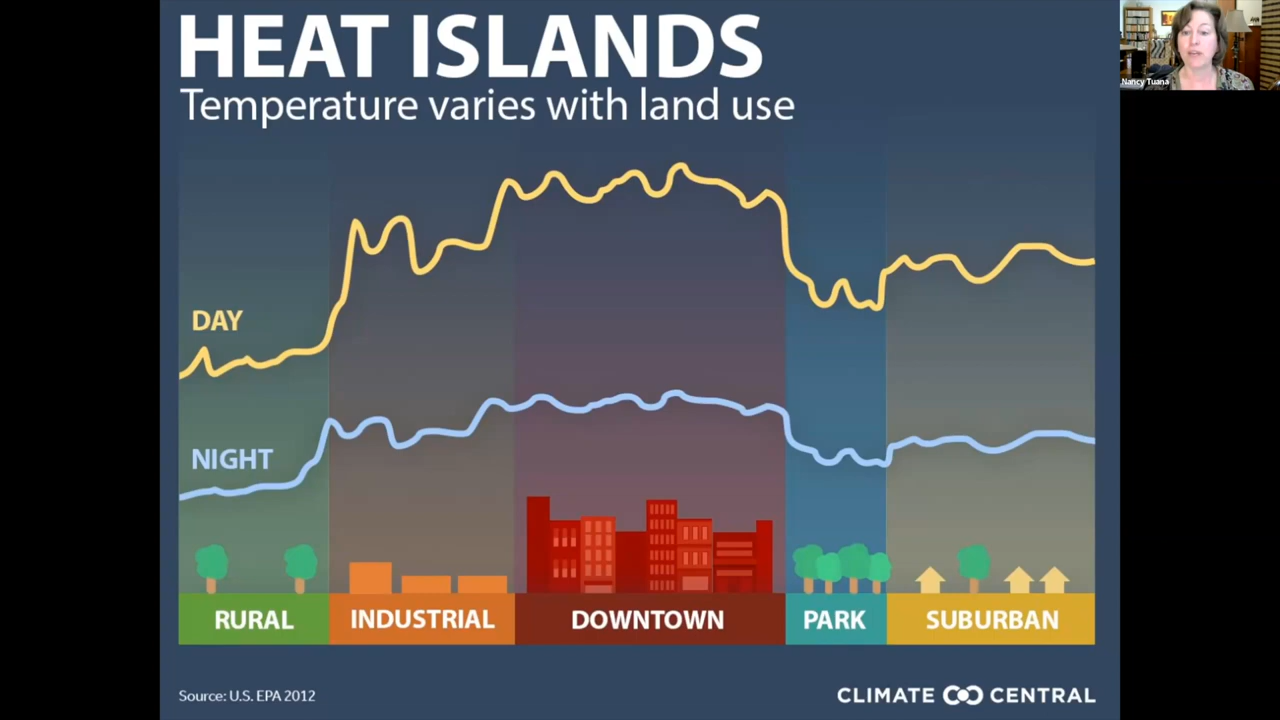 HEAT ISLANDS
Temperature varies with land use
Nancy Tuana
DAY
NIGHT
RURAL
INDUSTRIAL
DOWNTOWN
PARK
SUBURBAN
Source: U.S. EPA 2012
CLIMATE CENTRAL